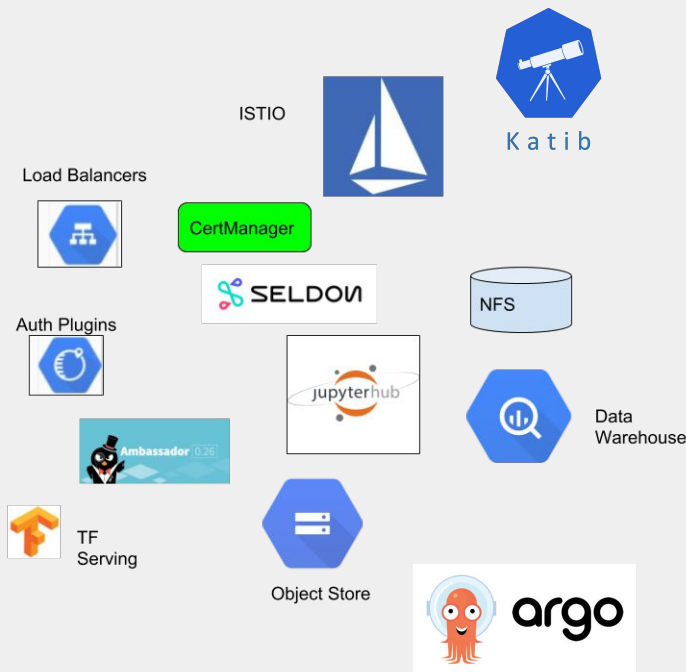 Katib
ISTIO
Load Balancers
CertManager
SELDON
NFS
Auth Plugins
jupyterhub
Data
Warehouse
Ambassador 0.26
TF
Serving
Object Store
argo